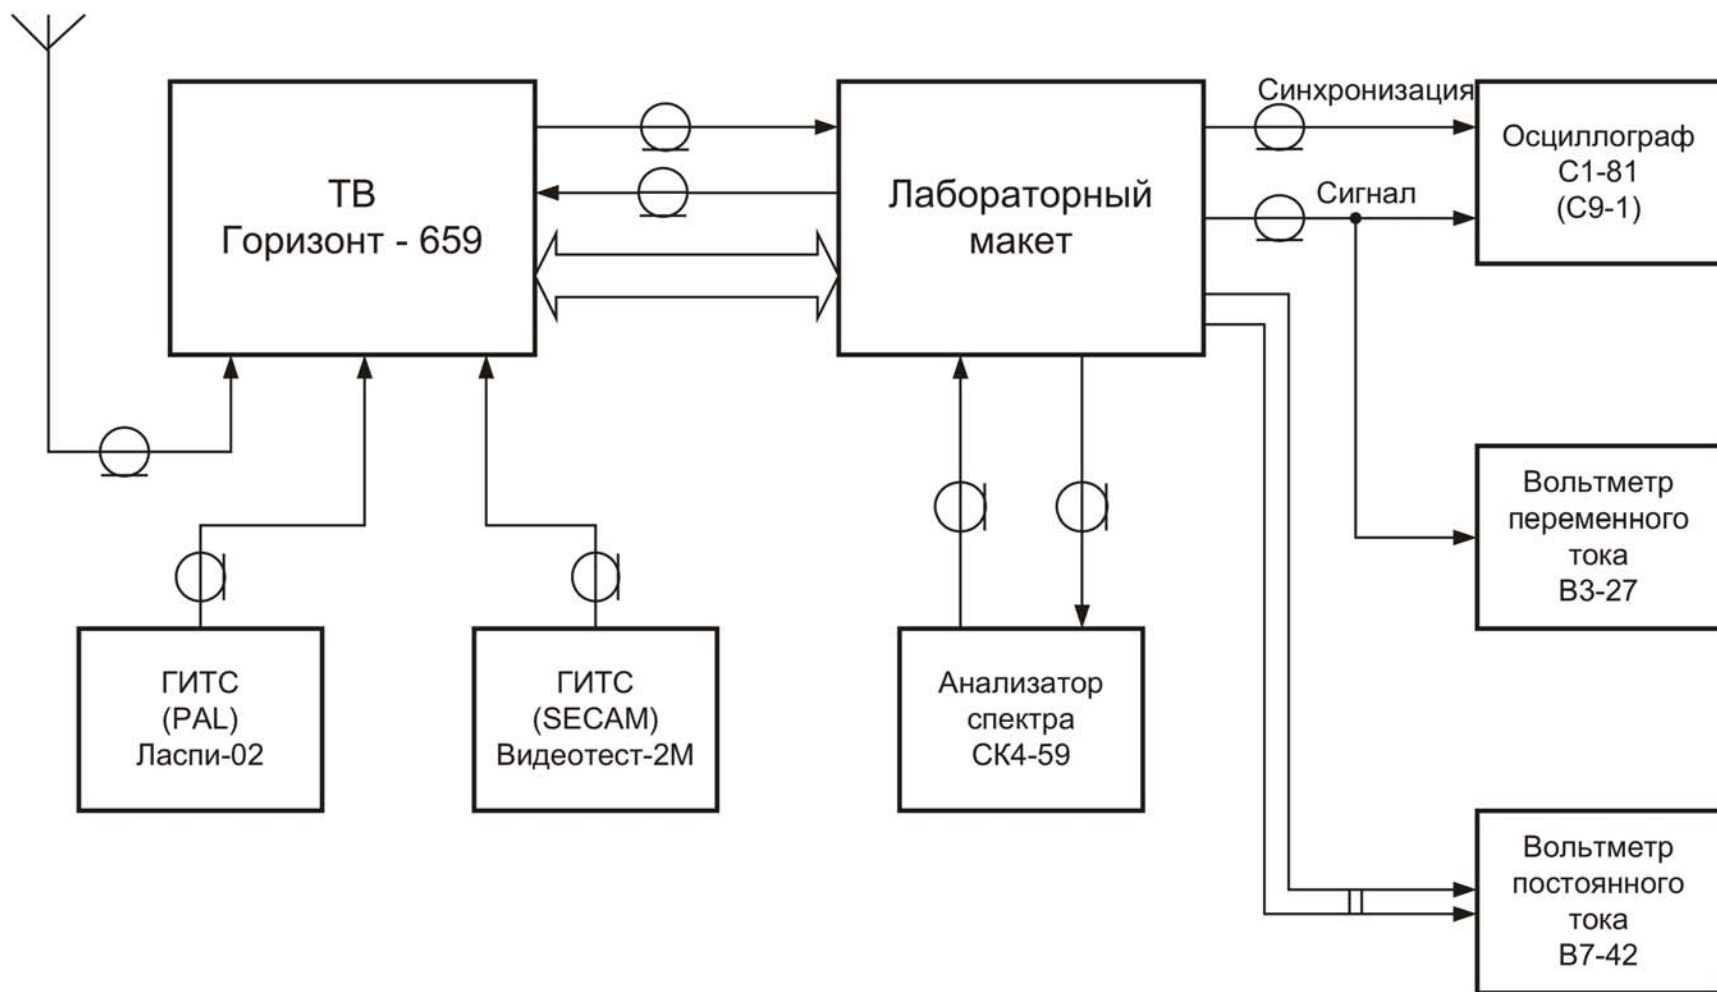 Синхронизация
ТВ
Горизонт - 659
Лабораторный
макет
Осциллограф
С1-81
(С9-1)
Сигнал
Вольтметр
переменного
тока
В3-27
ГИТС
(PAL)
Ласпи-02
ГИТС
(SECAM)
Видеотест-2М
Анализатор
спектра
СК4-59
Вольтметр
постоянного
тока
В7-42